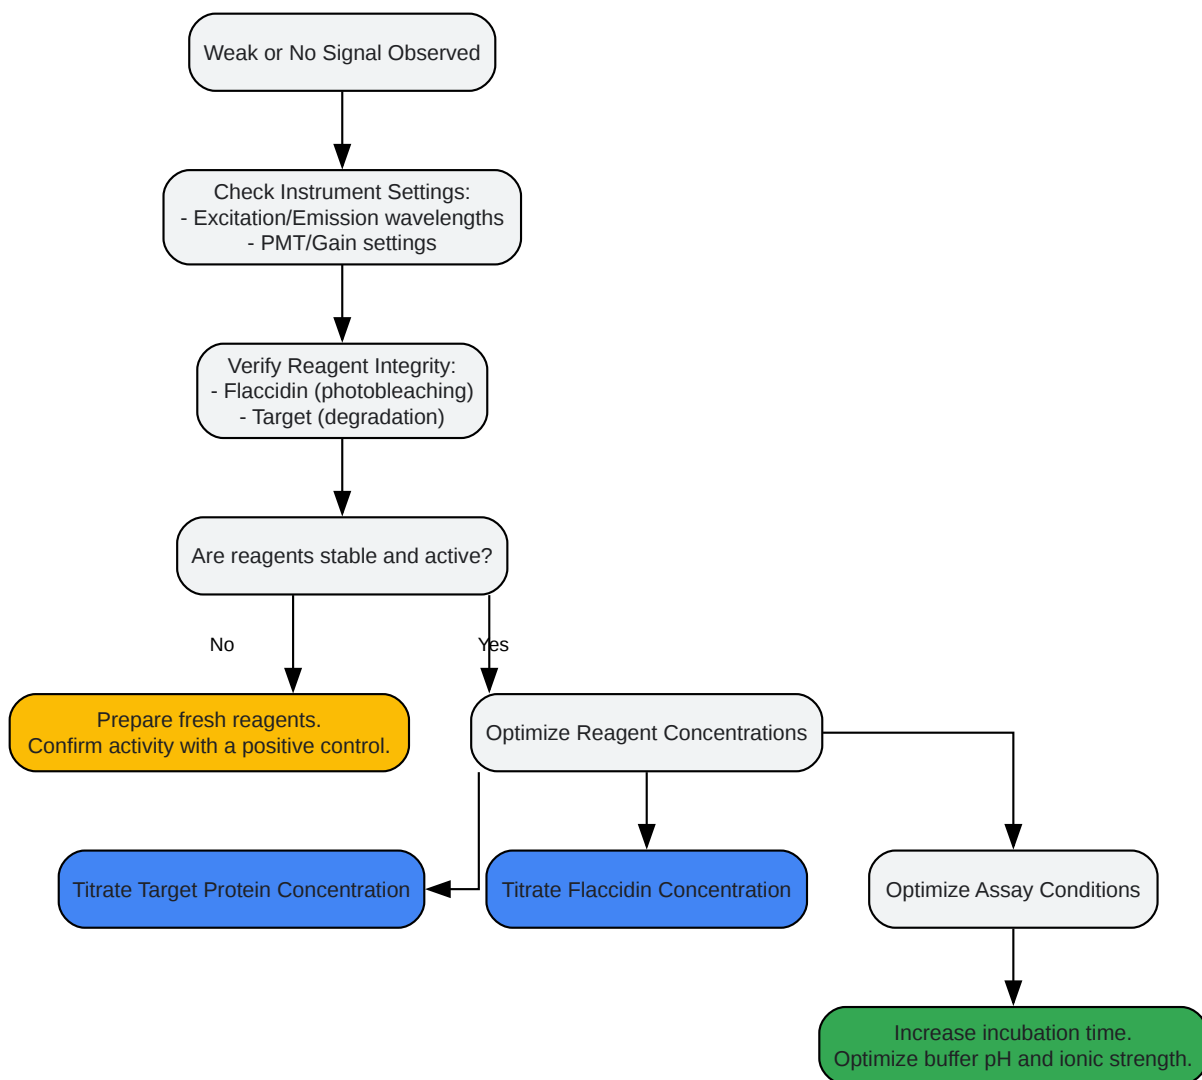 Weak or No Signal Observed
Check Instrument Settings:
- Excitation/Emission wavelengths
- PMT/Gain settings
Verify Reagent Integrity:
- Flaccidin (photobleaching)
- Target (degradation)
Are reagents stable and active?
No
Yes
Prepare fresh reagents.
Confirm activity with a positive control.
Optimize Reagent Concentrations
Titrate Target Protein Concentration
Titrate Flaccidin Concentration
Optimize Assay Conditions
Increase incubation time.
Optimize buffer pH and ionic strength.